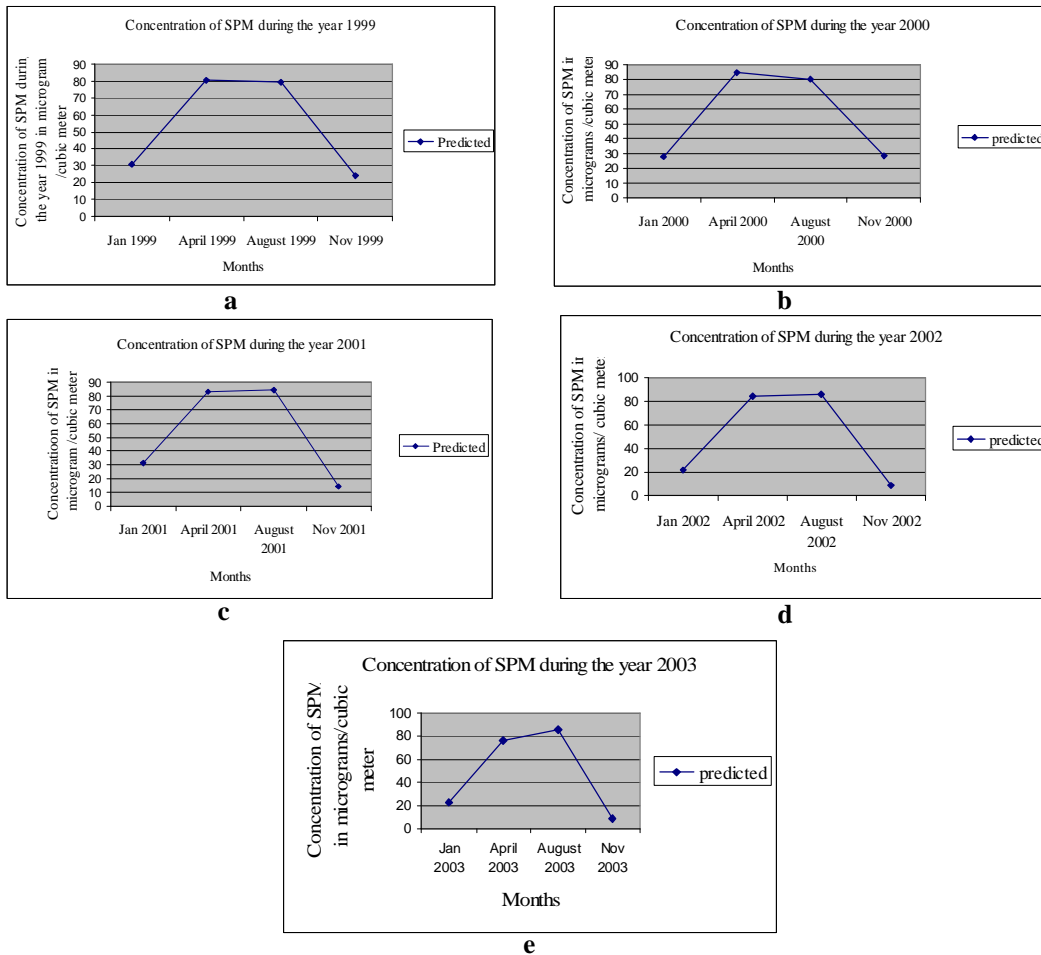 Concentration of SPM during the year 1999
Concentration of SPM during
the year 1999 in microgram
/cubic meter
90
80
70
60
50
40
30
20
10
0
Jan 1999 April 1999 August 1999 Nov 1999
Months
Predicted
a
Concentration of SPM during the year 2000
Concentration of SPM in
micrograms /cubic meter
90
80
70
60
50
40
30
20
10
0
Jan 2000 April 2000 August 2000 Nov 2000
Months
predicted
b
Concentration of SPM during the year 2001
Concentration of SPM in
microgram /cubic meter
90
80
70
60
50
40
30
20
10
0
Jan 2001 April 2001 August 2001 Nov 2001
Months
Predicted
c
Concentration of SPM during the year 2002
Concentration of SPM in
micrograms/ cubic meter
100
80
60
40
20
0
Jan 2002 April 2002 August 2002 Nov 2002
Months
predicted
d
Concentration of SPM during the year 2003
Concentration of SPM
in micrograms/cubic
meter
100
80
60
40
20
0
Jan 2003 April 2003 August 2003 Nov 2003
Months
predicted
e